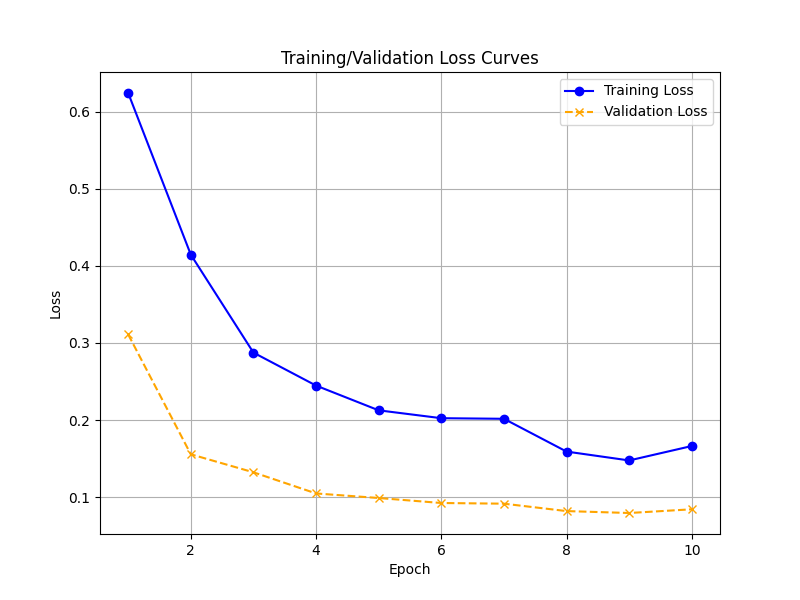 Training/Validation Loss Curves
Training Loss
Validation Loss
0.6
0.5
0.4
0.3
0.2
0.1
Loss
2 4 6 8 10
Epoch